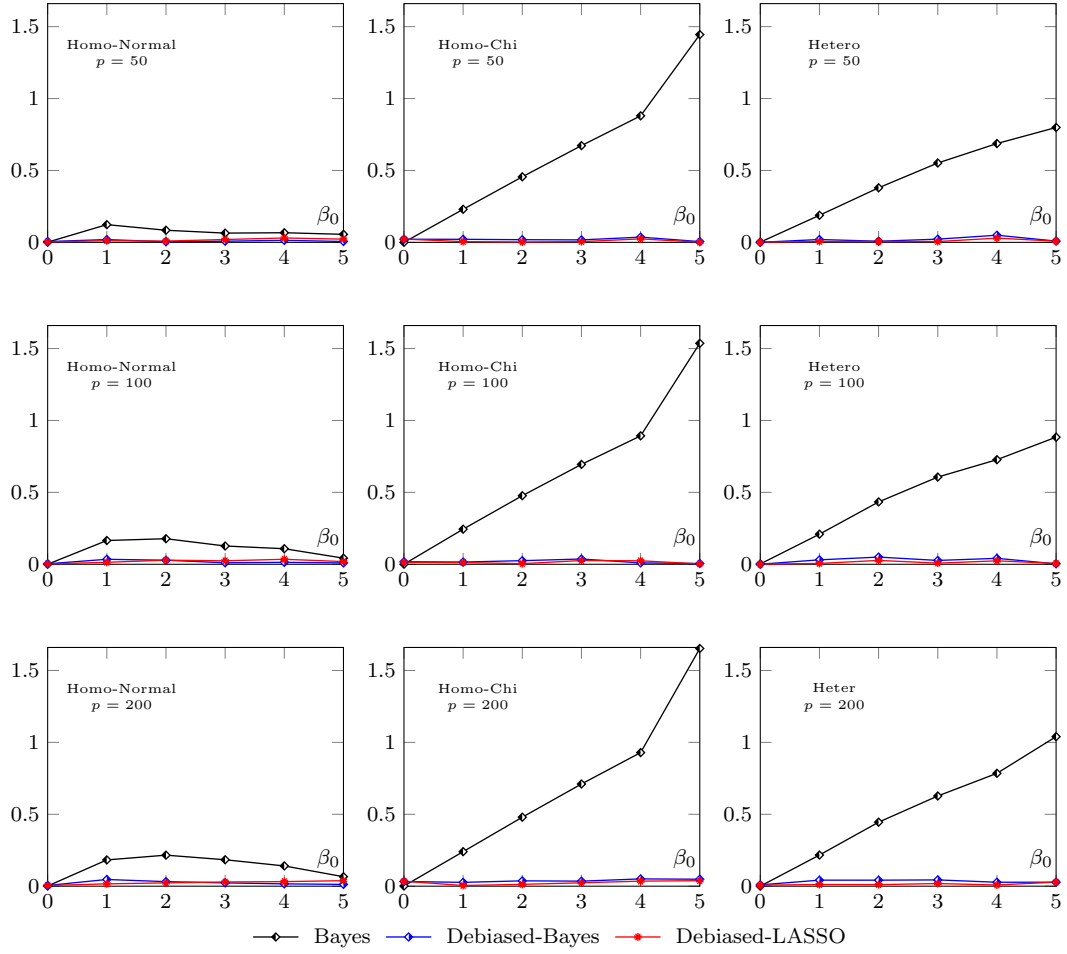 1.5
1
0.5
0
Homo-Normal
p = 50
β0
0 1 2 3 4 5
1.5
1
0.5
0
Homo-Chi
p = 50
β0
0 1 2 3 4 5
1.5
1
0.5
0
Hetero
p = 50
β0
0 1 2 3 4 5
1.5
1
0.5
0
Homo-Normal
p = 100
β0
0 1 2 3 4 5
1.5
1
0.5
0
Homo-Chi
p = 100
β0
0 1 2 3 4 5
1.5
1
0.5
0
Hetero
p = 100
β0
0 1 2 3 4 5
1.5
1
0.5
0
Homo-Normal
p = 200
β0
0 1 2 3 4 5
1.5
1
0.5
0
Homo-Chi
p = 200
β0
0 1 2 3 4 5
1.5
1
0.5
0
Heter
p = 200
β0
0 1 2 3 4 5
Bayes Debiased-Bayes Debiased-LASSO